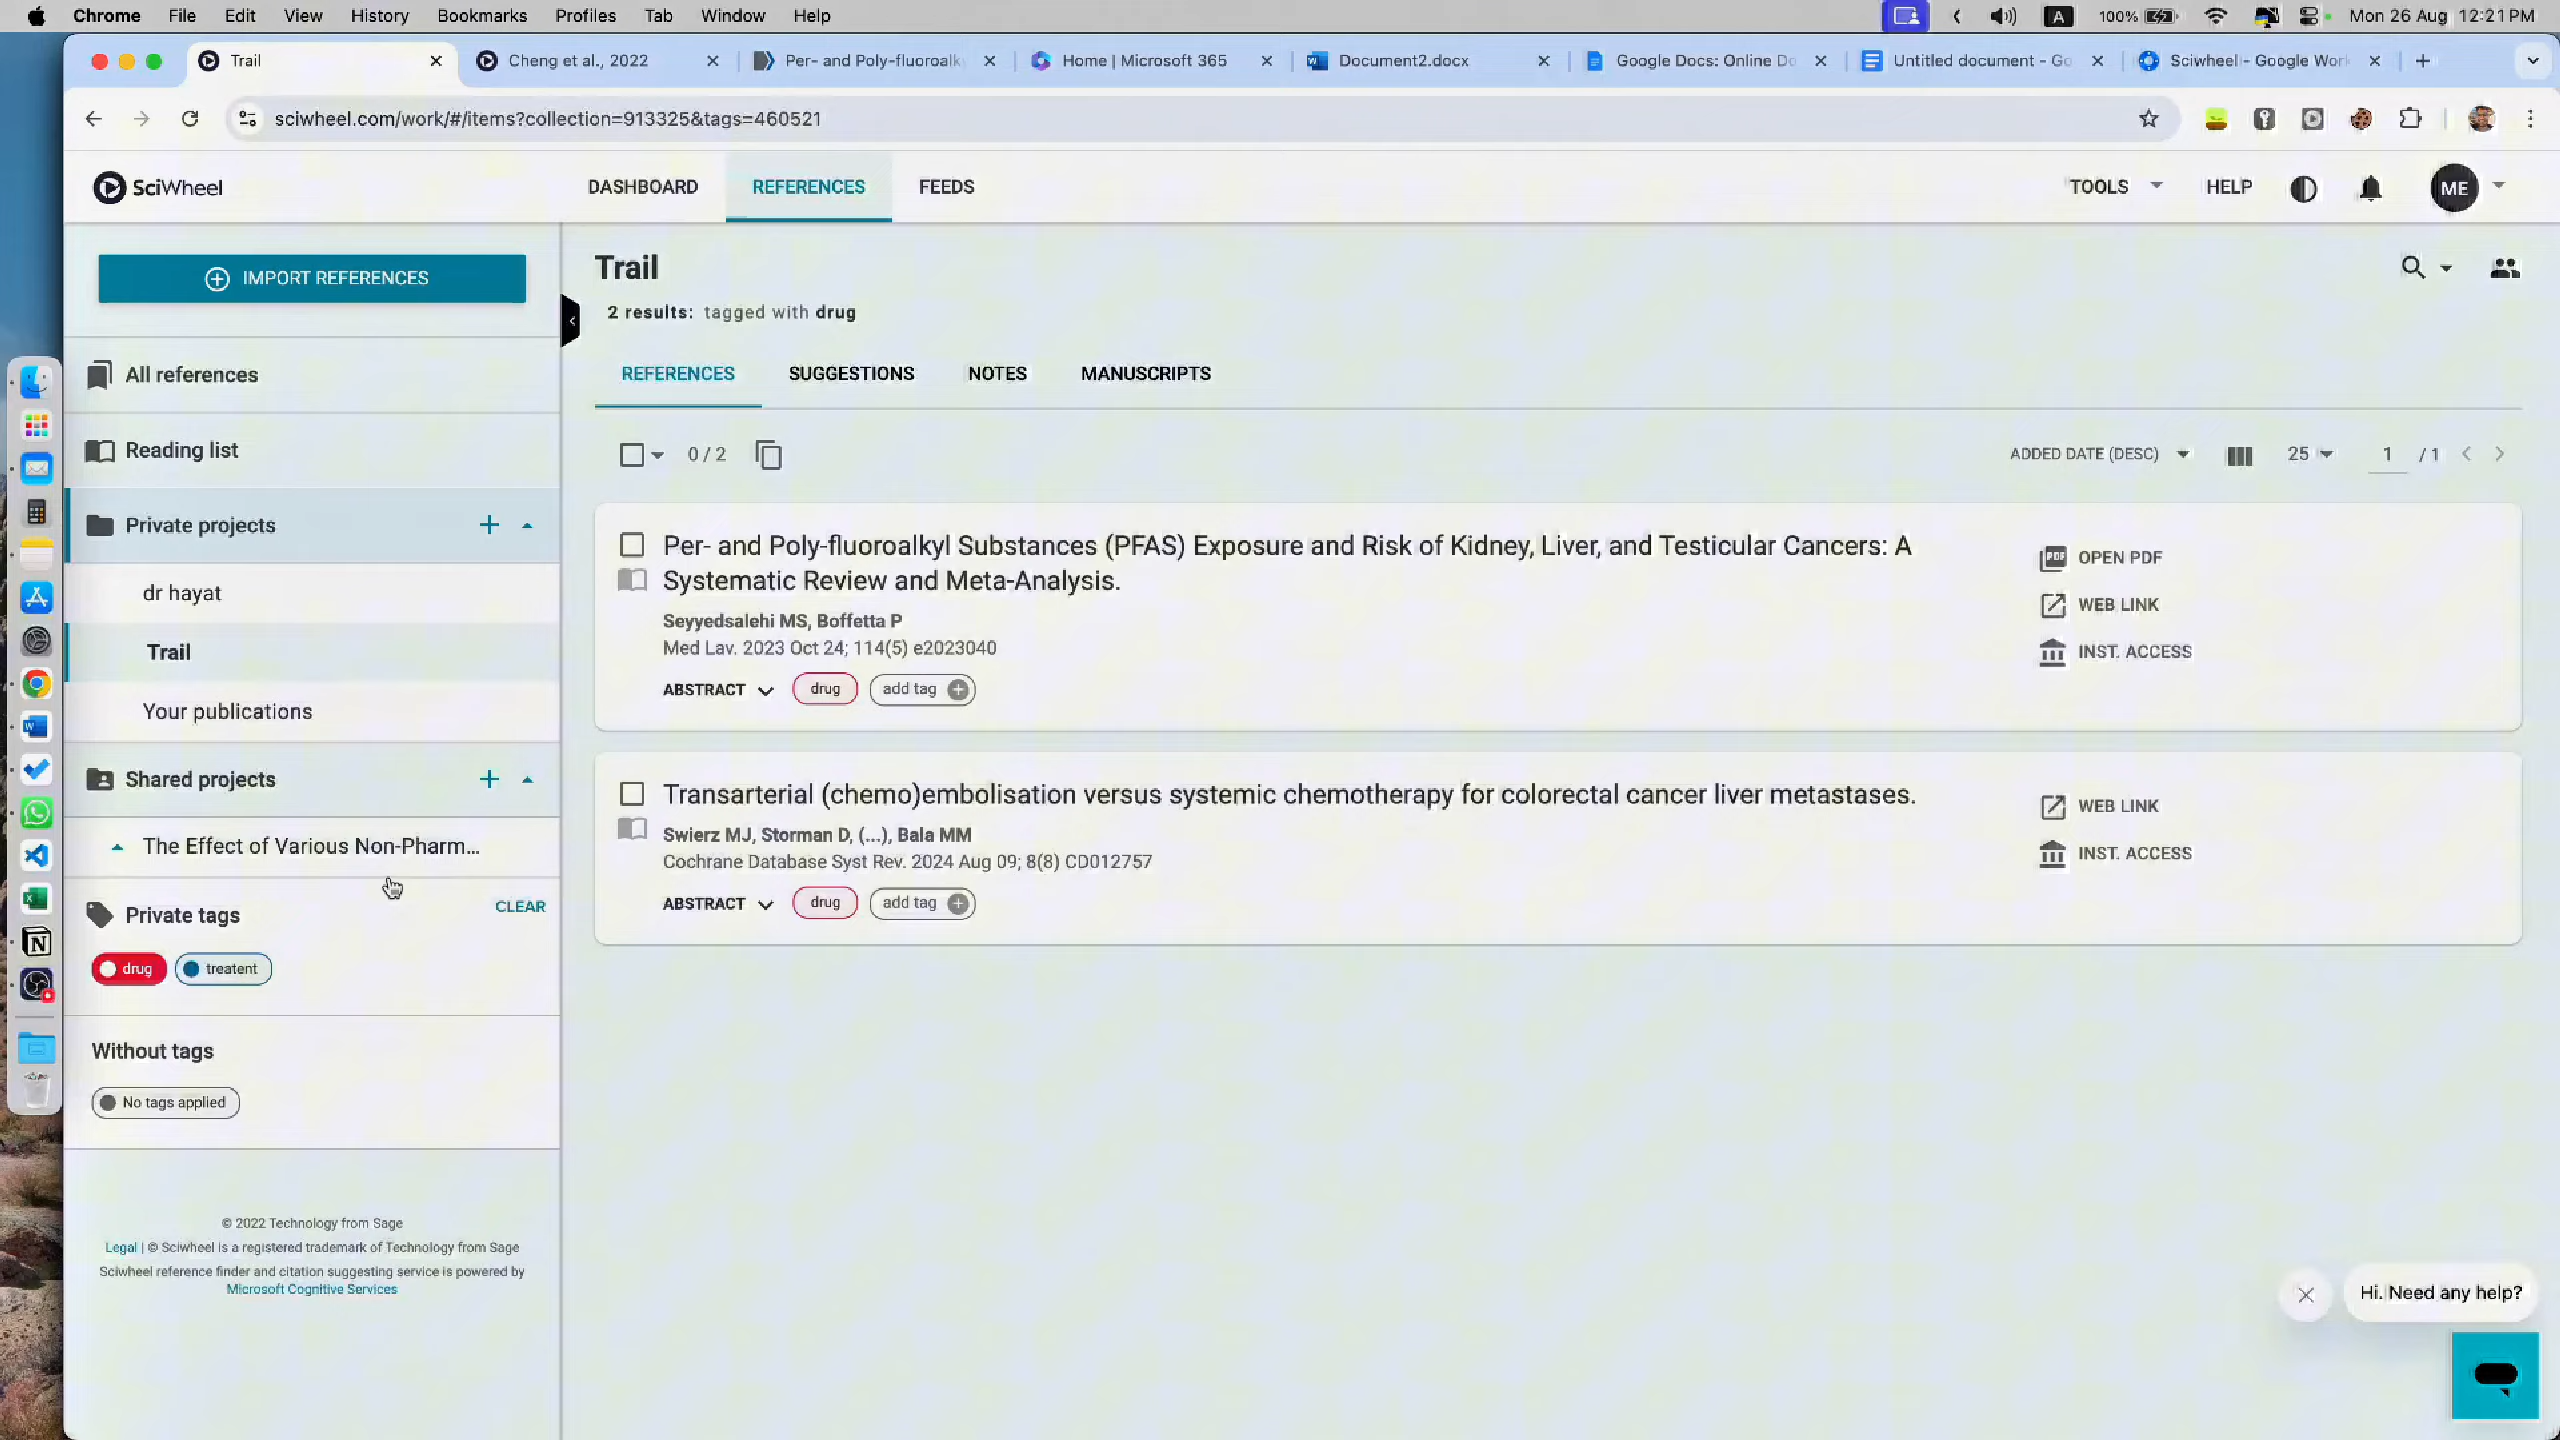 Chrome File Edit View History Bookmarks Profiles Tab Window Help
A 100% Mon 26 Aug 12:21 PM
Trail
Cheng et al., 2022
Per- and Poly-fluoroalk
Home | Microsoft 365
Document2.docx
Google Docs: Online Do
Untitled document - Go
Sciwheel - Google Work
sciwheel.com/work/#/items?collection=913325&tags=460521
SciWheel
DASHBOARD REFERENCES FEEDS
TOOLS HELP ME
IMPORT REFERENCES
All references
Reading list
Private projects
dr hayat
Trail
Your publications
Shared projects
The Effect of Various Non-Pharm...
Private tags CLEAR
drug treatent
Without tags
No tags applied
© 2022 Technology from Sage
Legal | © Sciwheel is a registered trademark of Technology from Sage
Sciwheel reference finder and citation suggesting service is powered by
Microsoft Cognitive Services
Trail
2 results: tagged with drug
REFERENCES SUGGESTIONS NOTES MANUSCRIPTS
0 / 2 ADDED DATE (DESC) 25 1 / 1
Per- and Poly-fluoroalkyl Substances (PFAS) Exposure and Risk of Kidney, Liver, and Testicular Cancers: A
Systematic Review and Meta-Analysis.
Seyyedsalehi MS, Boffetta P
Med Lav. 2023 Oct 24; 114(5) e2023040
ABSTRACT drug add tag
PDF OPEN PDF
WEB LINK
INST. ACCESS
Transarterial (chemo)embolisation versus systemic chemotherapy for colorectal cancer liver metastases.
Swierz MJ, Storman D, (...), Bala MM
Cochrane Database Syst Rev. 2024 Aug 09; 8(8) CD012757
ABSTRACT drug add tag
WEB LINK
INST. ACCESS
Hi. Need any help?